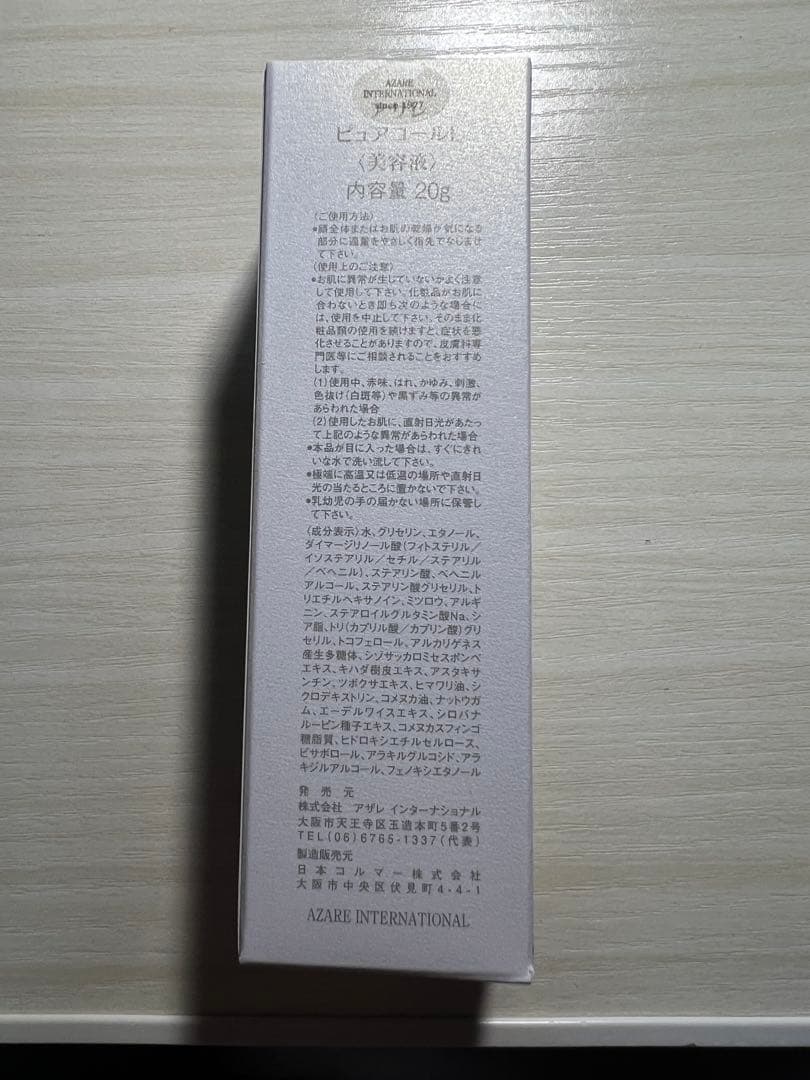 AZARE
INTERNATIONAL
since 1977
ピュアコールド
〈美容液〉
内容量 20g
〈ご使用方法〉
●顔全体またはお肌の乾燥が気になる
部分に適量をやさしく指先でなじませ
て下さい。
〈使用上のご注意〉
●お肌に異常が生じていないかよく注意
して使用して下さい。化粧品がお肌に
合わないとき即ち次のような場合に
は、使用を中止して下さい。そのまま化
粧品類の使用を続けますと、症状を悪
化させることがありますので、皮膚科専
門医等にご相談されることをおすすめ
します。
(1)使用中、赤味、はれ、かゆみ、刺激、
色抜け(白斑等)や黒ずみ等の異常が
あらわれた場合
(2)使用したお肌に、直射日光があたっ
て上記のような異常があらわれた場合
●本品が目に入った場合は、すぐにきれ
いな水で洗い流して下さい。
●極端に高温又は低温の場所や直射日
光の当たるところに置かないで下さい。
●乳幼児の手の届かない場所に保管し
て下さい。
〈成分表示〉水、グリセリン、エタノール、
ダイマージリノール酸(フィトステリル／
イソステアリル／セチル／ステアリル
／ベヘニル)、ステアリン酸、ベヘニル
アルコール、ステアリン酸グリセリル、ト
リエチルヘキサノイン、ミツロウ、アルギ
ニン、ステアロイルグルタミン酸Na、シ
ア脂、トリ(カプリル酸／カプリン酸)グリ
セリル、トコフェロール、アルカリゲネス
産生多糖体、シゾサッカロミセスポンベ
エキス、キハダ樹皮エキス、アスタキサ
ンチン、ツボクサエキス、ヒマワリ油、シ
クロデキストリン、コメヌカ油、ナットウガ
ム、エーデルワイスエキス、シロバナ
ルーピン種子エキス、コメヌカスフィンゴ
糖脂質、ヒドロキシエチルセルロース、
ビサボロール、アラキルグルコシド、アラ
キジルアルコール、フェノキシエタノール
発売元
株式会社 アザレ インターナショナル
大阪市天王寺区玉造本町5番2号
TEL(06)6765-1337(代表)
製造販売元
日本コルマー株式会社
大阪市中央区伏見町4-4-1
AZARE INTERNATIONAL